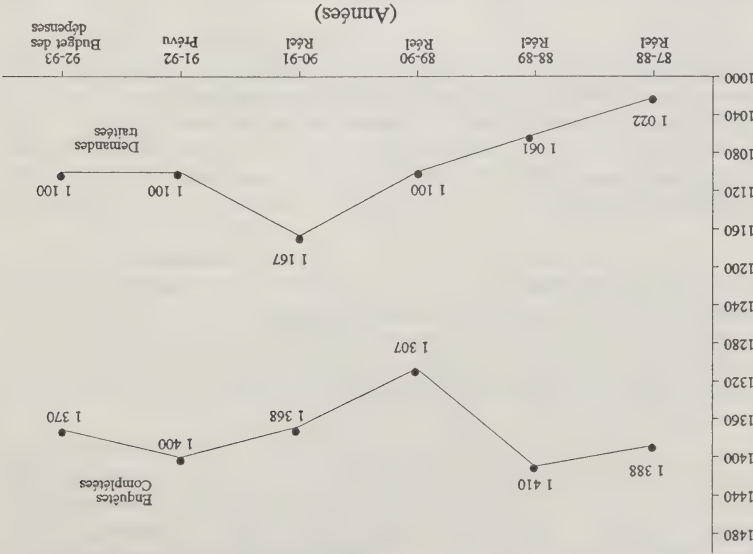 1480
1440
Enquêtes
Complétées
1 410
1 388
1400
1 400
1 370
1360
1 368
1320
1 307
1280
1240
1200
1 167
1160
1120
1 100
1 100
1 100
1080
1 061
Demandes
traitées
1 022
1040
1000
87-88
Réel
88-89
Réel
89-90
Réel
90-91
Réel
91-92
Prévu
92-93
Budget des
dépenses
(Années)